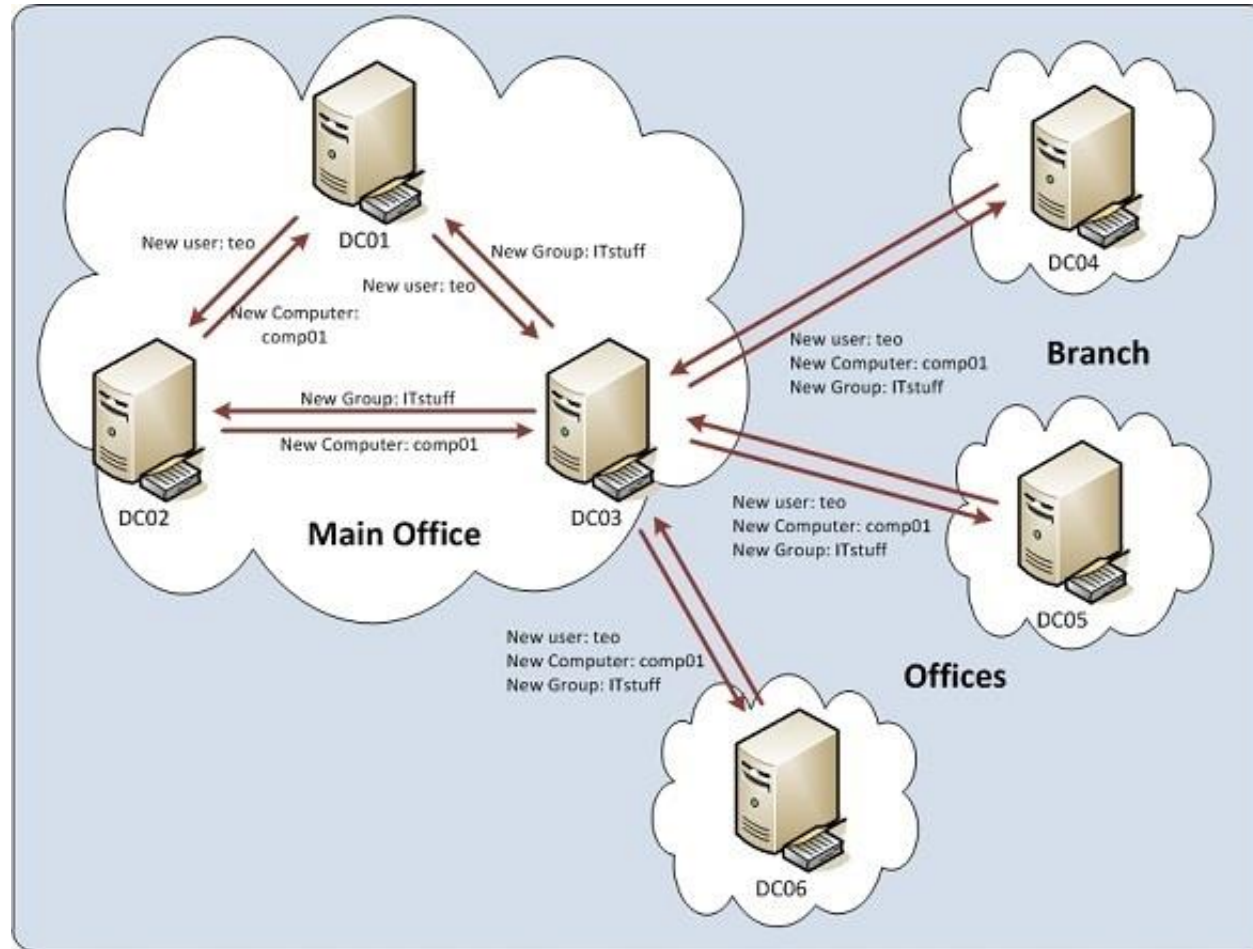 DC01
New user: teo
New Group: ITstuff
New user: teo
New Computer:
comp01
DC04
New Group: ITstuff
New Computer: comp01
DC02
DC03
Main Office
New user: teo
New Computer: comp01
New Group: ITstuff
Branch
New user: teo
New Computer: comp01
New Group: ITstuff
DC05
New user: teo
New Computer: comp01
New Group: ITstuff
Offices
DC06